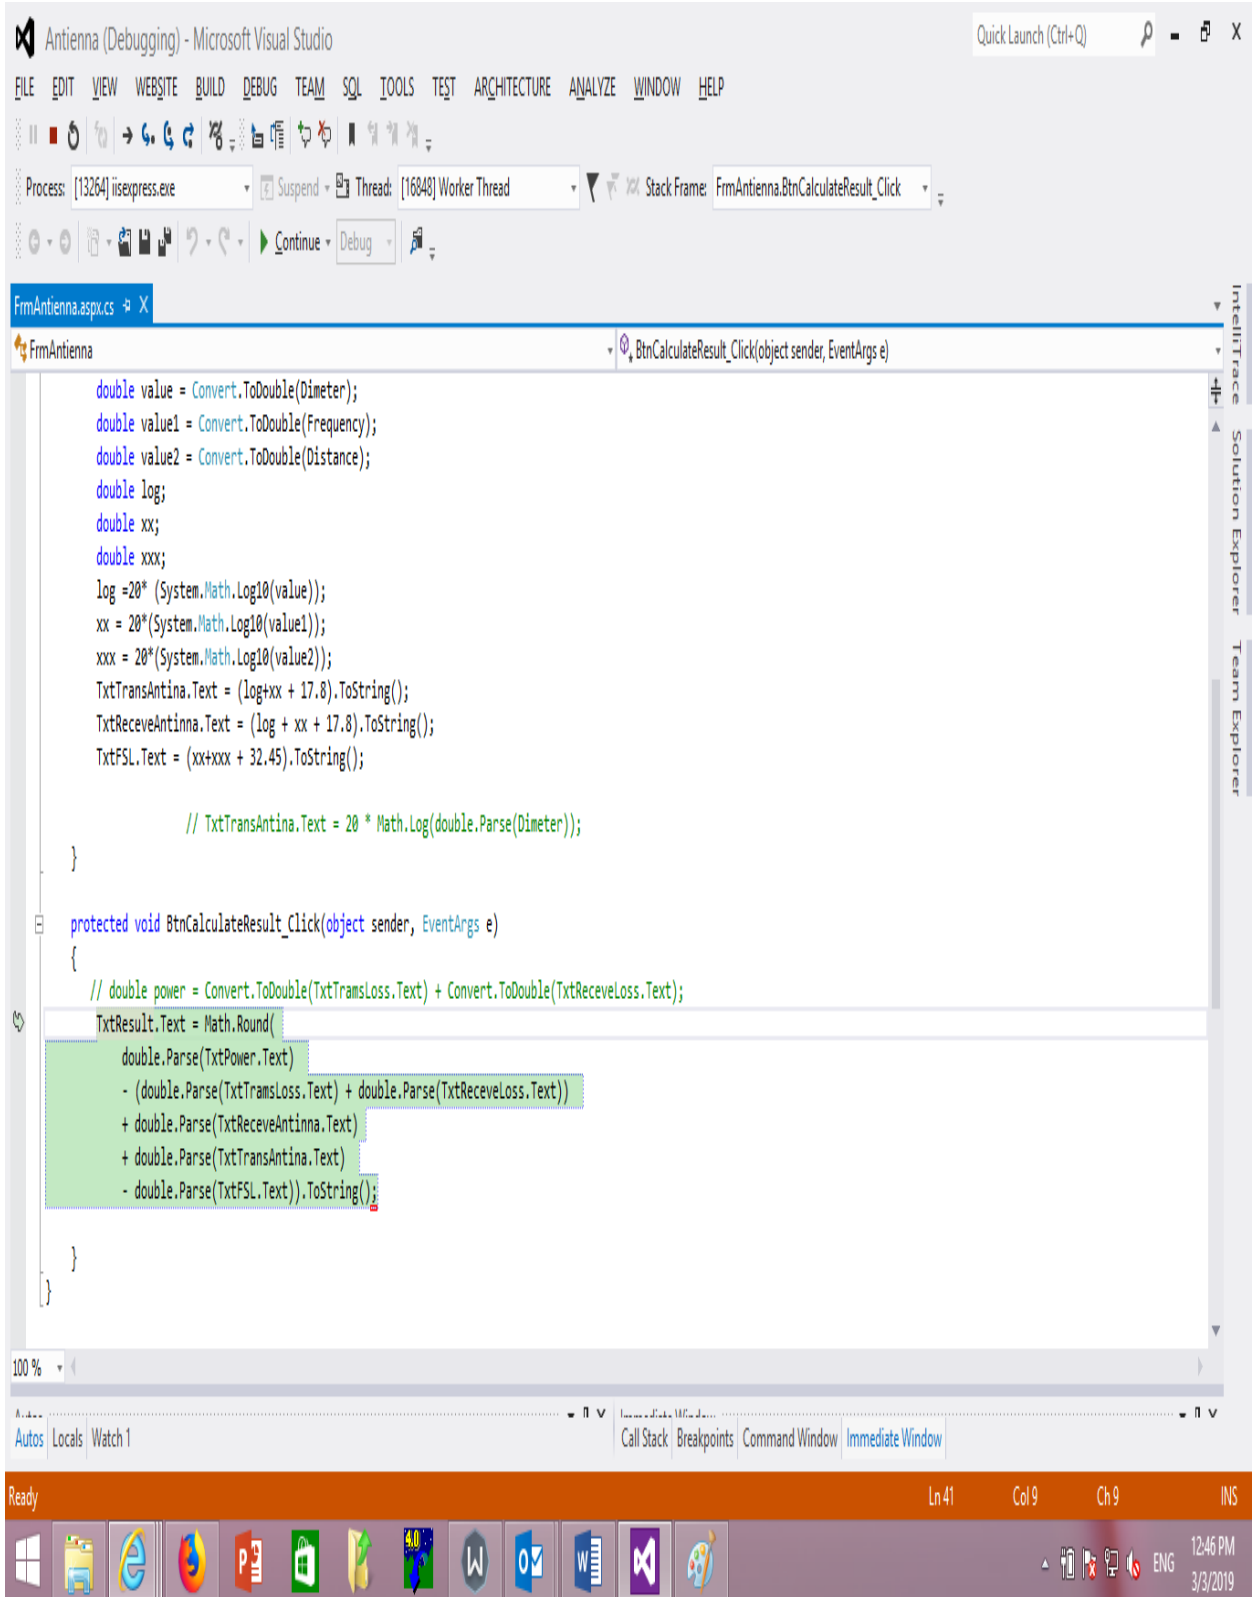 Antienna (Debugging) - Microsoft Visual Studio
Quick Launch (Ctrl+Q)
FILE EDIT VIEW WEBSITE BUILD DEBUG TEAM SQL TOOLS TEST ARCHITECTURE ANALYZE WINDOW HELP
Process: [13264] iisexpress.exe Suspend Thread: [16848] Worker Thread Stack Frame: FrmAntienna.BtnCalculateResult_Click
Continue Debug
FrmAntienna.aspx.cs
FrmAntienna BtnCalculateResult_Click(object sender, EventArgs e)
double value = Convert.ToDouble(Dimeter);
double value1 = Convert.ToDouble(Frequency);
double value2 = Convert.ToDouble(Distance);
double log;
double xx;
double xxx;
log =20* (System.Math.Log10(value));
xx = 20*(System.Math.Log10(value1));
xxx = 20*(System.Math.Log10(value2));
TxtTransAntina.Text = (log+xx + 17.8).ToString();
TxtReceveAntinna.Text = (log + xx + 17.8).ToString();
TxtFSL.Text = (xx+xxx + 32.45).ToString();
// TxtTransAntina.Text = 20 * Math.Log(double.Parse(Dimeter));
}
protected void BtnCalculateResult_Click(object sender, EventArgs e)
{
// double power = Convert.ToDouble(TxtTramsLoss.Text) + Convert.ToDouble(TxtReceveLoss.Text);
TxtResult.Text = Math.Round(
double.Parse(TxtPower.Text)
- (double.Parse(TxtTramsLoss.Text) + double.Parse(TxtReceveLoss.Text))
+ double.Parse(TxtReceveAntinna.Text)
+ double.Parse(TxtTransAntina.Text)
- double.Parse(TxtFSL.Text)).ToString();
}
}
IntelliTrace
Solution Explorer
Team Explorer
100 %
Autos
Immediate Window
Autos Locals Watch 1
Call Stack Breakpoints Command Window Immediate Window
Ready Ln 41 Col 9 Ch 9 INS
4.0
ENG
12:46 PM
3/3/2019